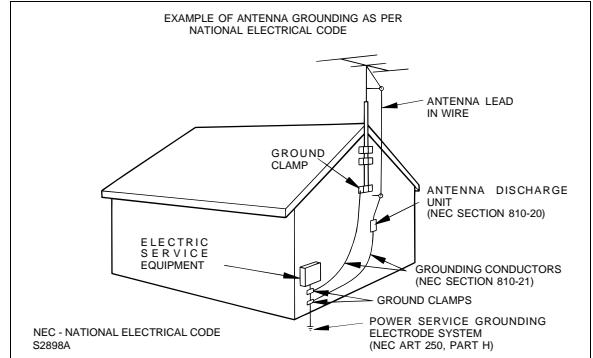 EXAMPLE OF ANTENNA GROUNDING AS PER
NATIONAL ELECTRICAL CODE
ANTENNA LEAD
IN WIRE
GROUND
CLAMP
ANTENNA DISCHARGE
UNIT
(NEC SECTION 810-20)
ELECTRIC
SERVICE
EQUIPMENT
GROUNDING CONDUCTORS
(NEC SECTION 810-21)
GROUND CLAMPS
POWER SERVICE GROUNDING
ELECTRODE SYSTEM
(NEC ART 250, PART H)
NEC - NATIONAL ELECTRICAL CODE
S2898A